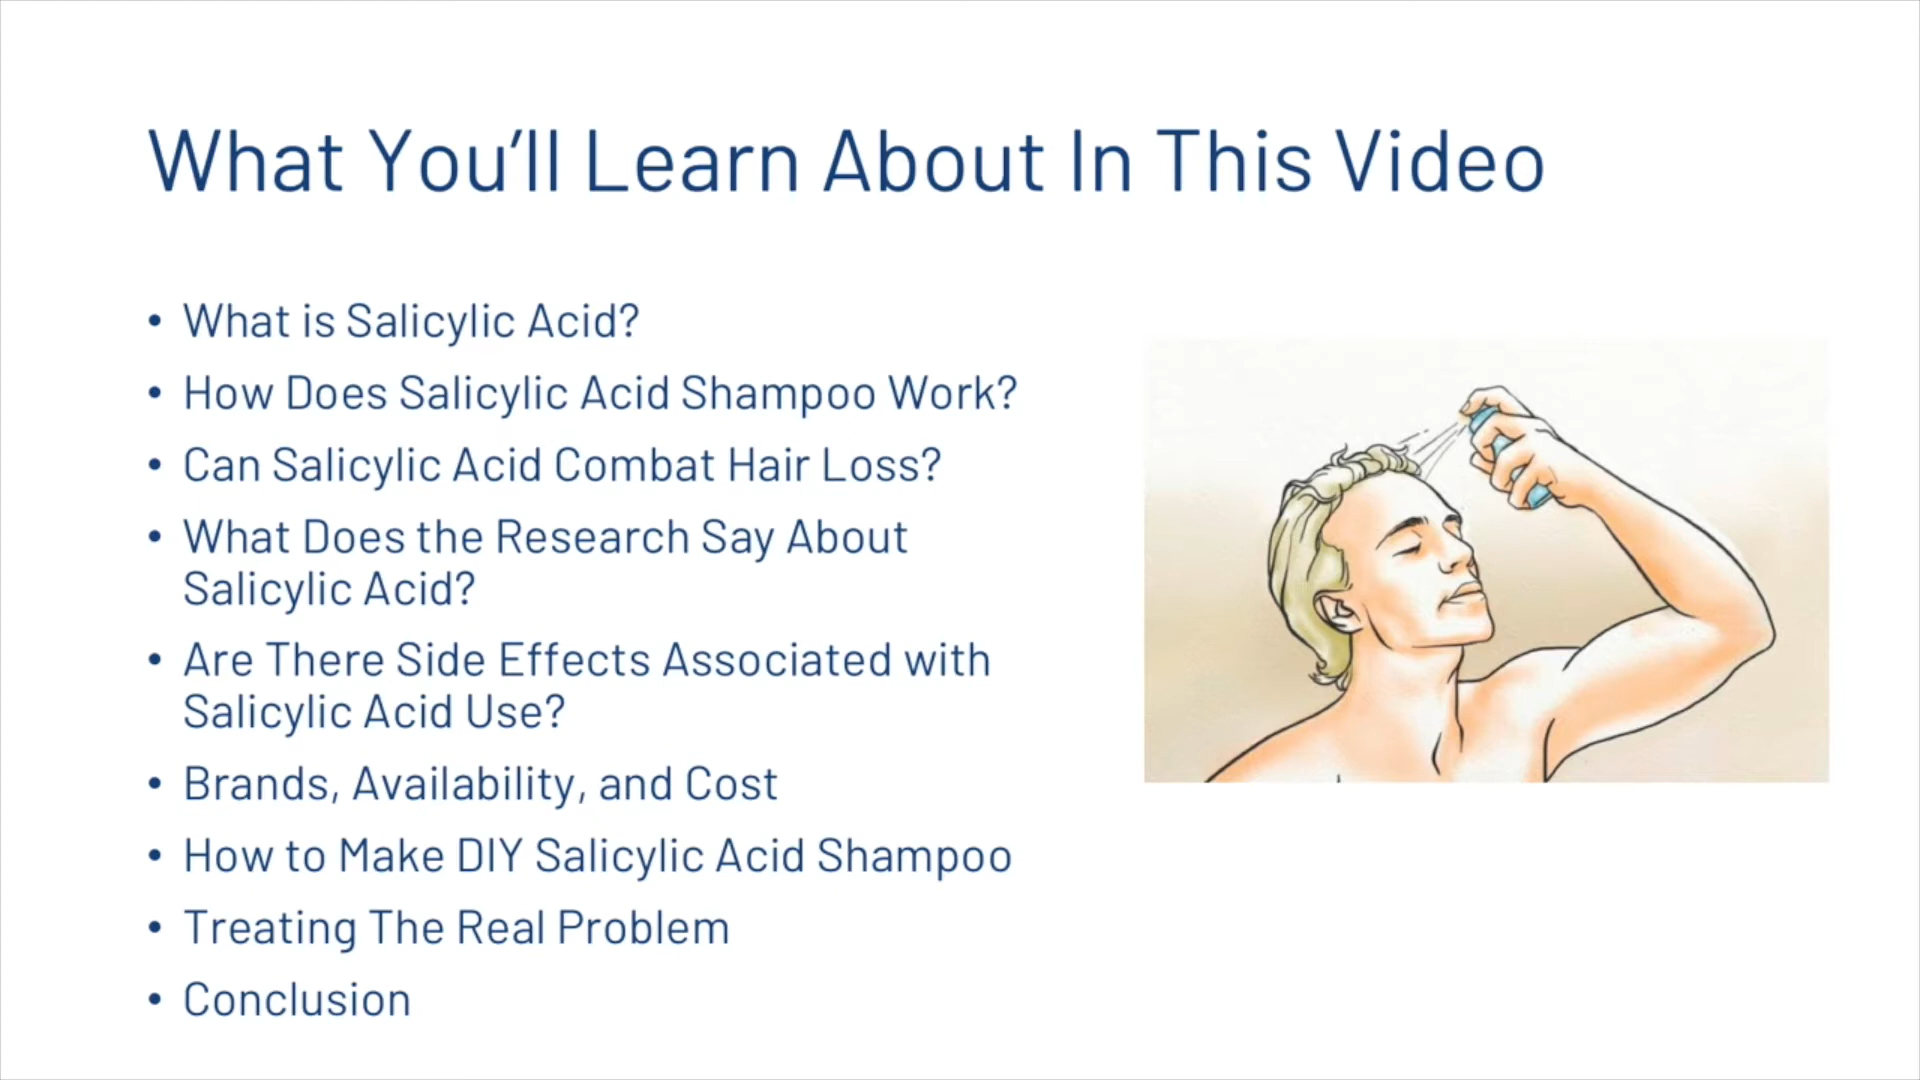 What You’ll Learn About In This Video
• What is Salicylic Acid?
• How Does Salicylic Acid Shampoo Work?
• Can Salicylic Acid Combat Hair Loss?
• What Does the Research Say About
Salicylic Acid?
• Are There Side Effects Associated with
Salicylic Acid Use?
• Brands, Availability, and Cost
• How to Make DIY Salicylic Acid Shampoo
• Treating The Real Problem
• Conclusion